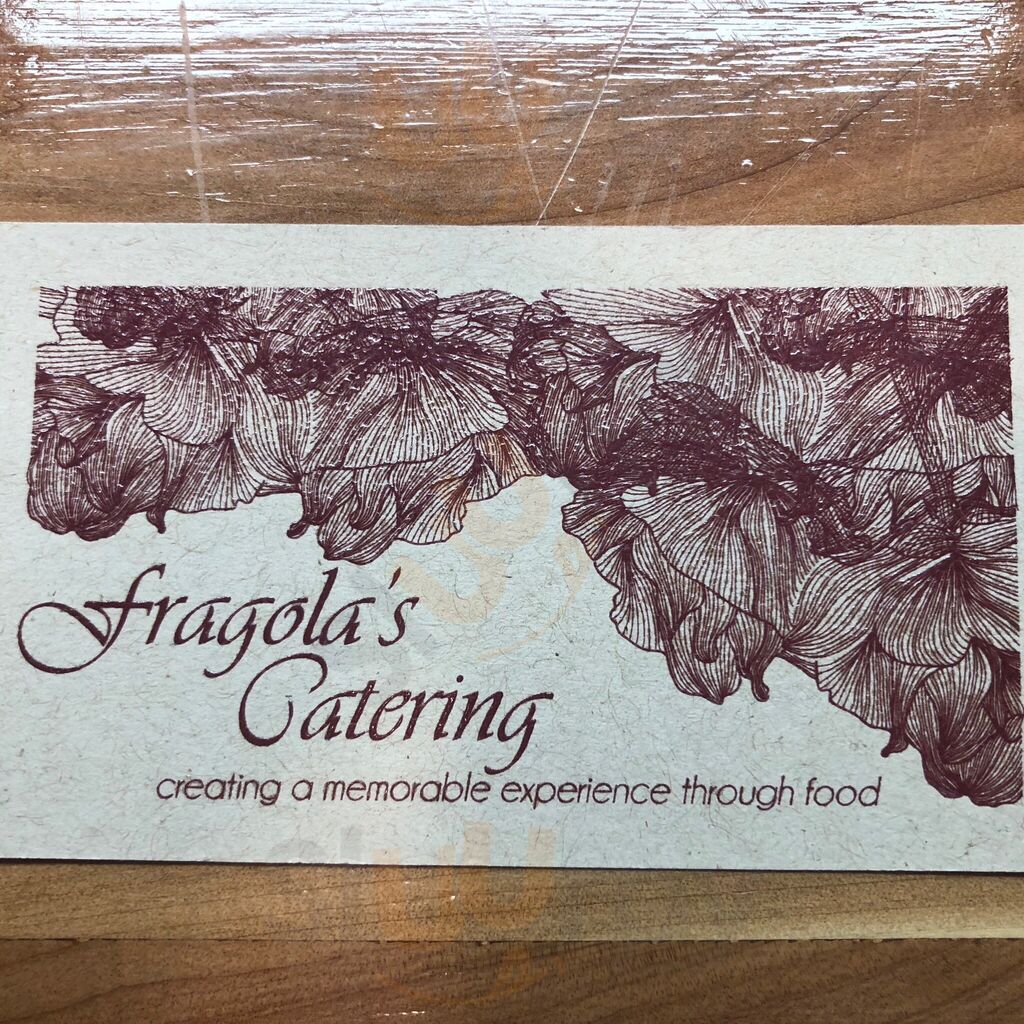 Fragola's
Catering
creating a memorable experience through food